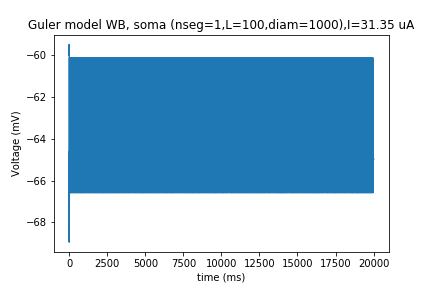 Guler model WB, soma (nseg=1,L=100,diam=1000),I=31.35 uA
−60
−62
−64
−66
−68
Voltage (mV)
0 2500 5000 7500 10000 12500 15000 17500 20000
time (ms)